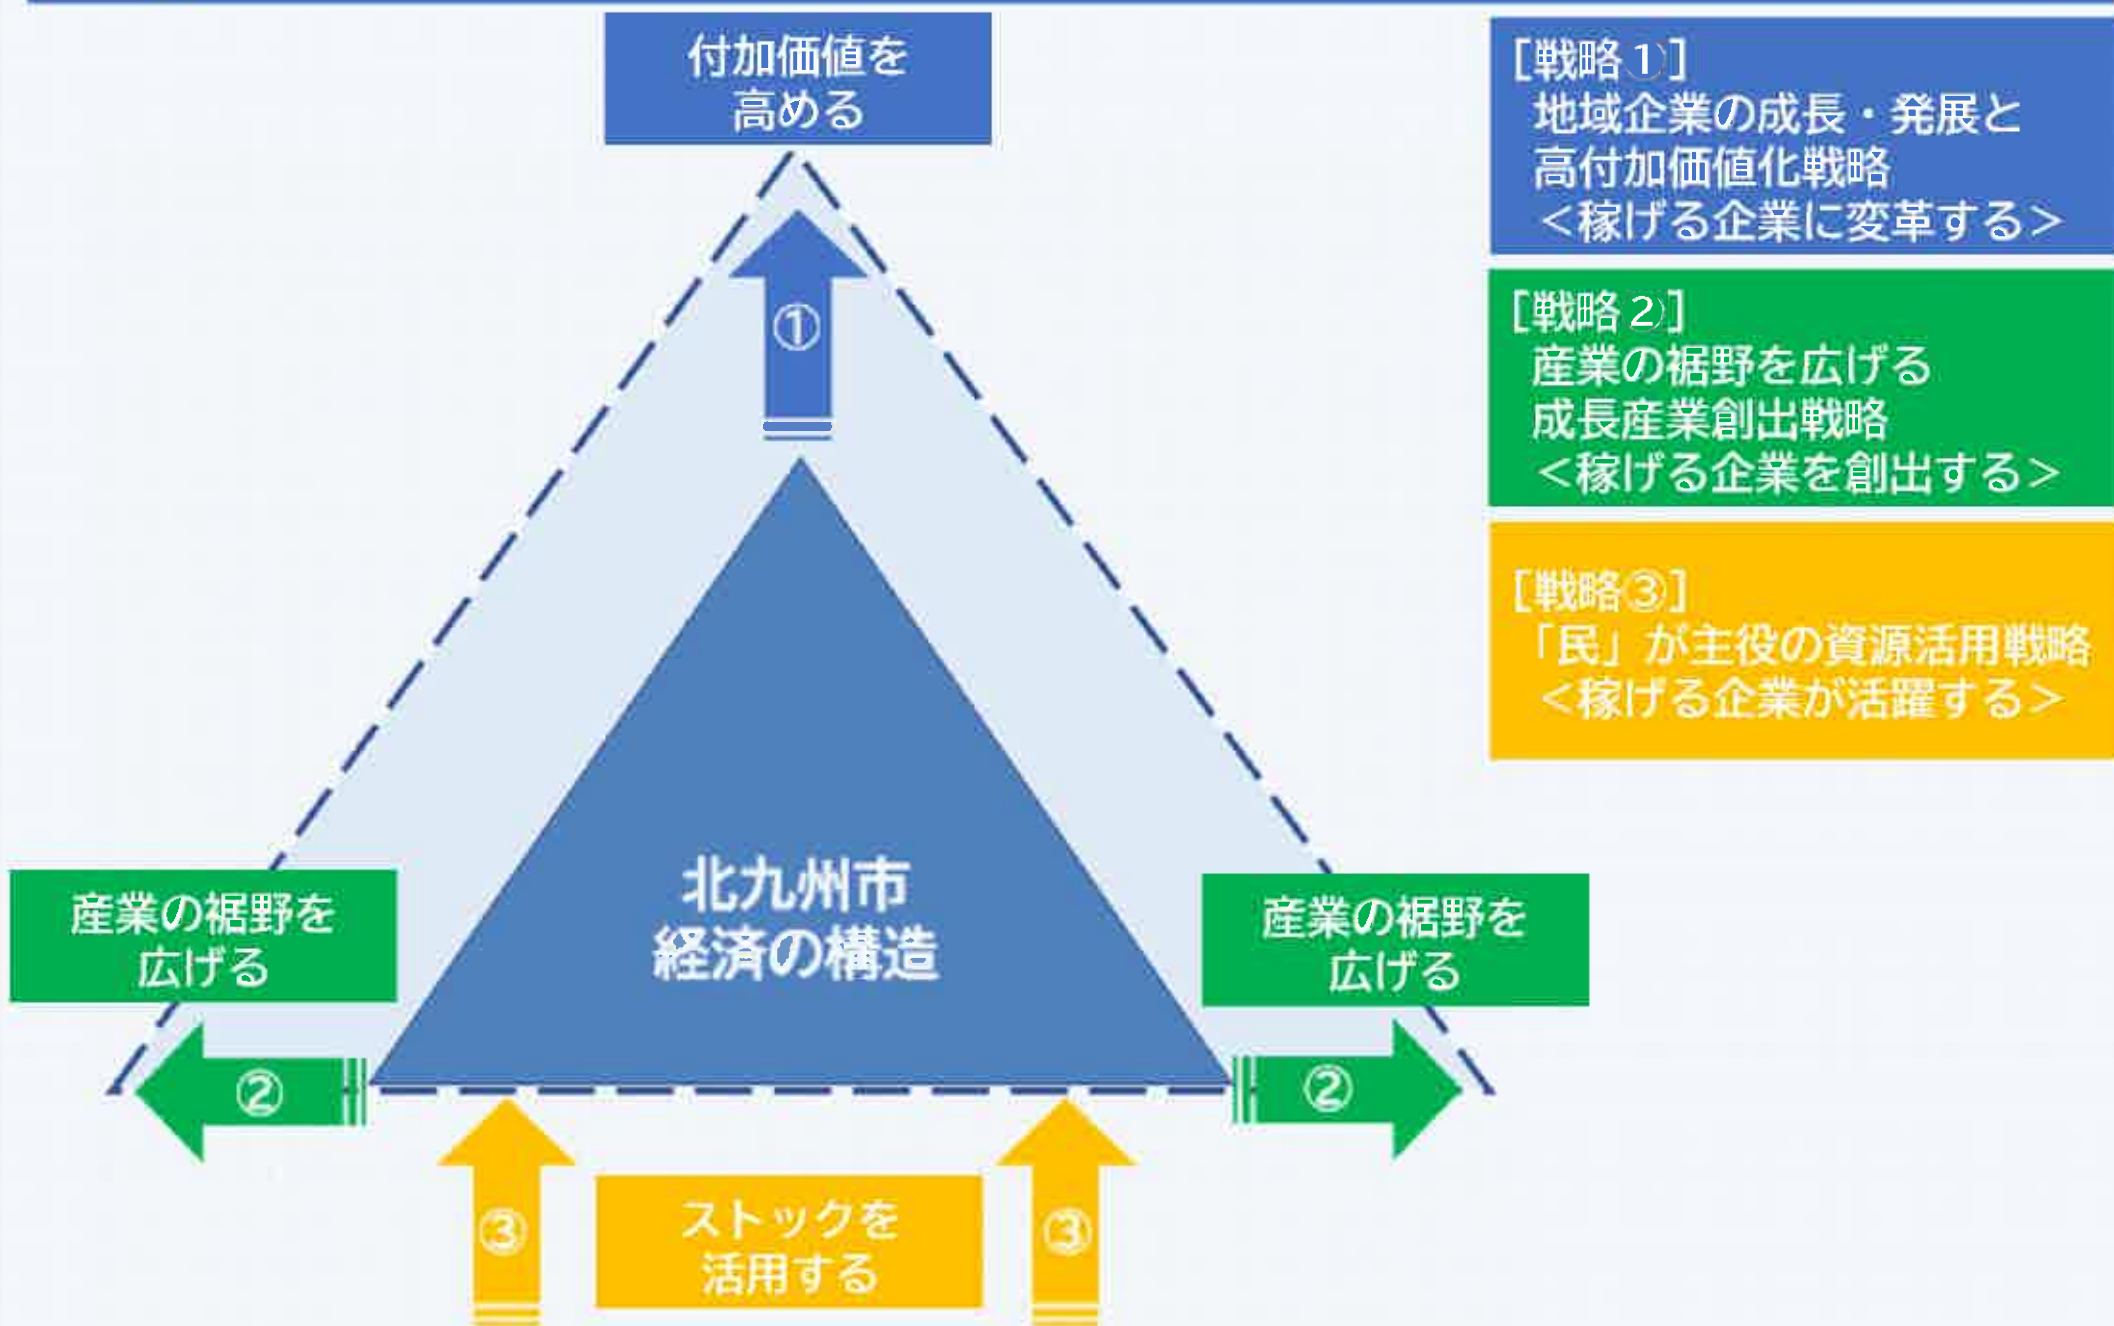 付加価値を
高める
①
北九州市
経済の構造
産業の裾野を
広げる
②
産業の裾野を
広げる
②
③
ストックを
活用する
③
[戦略①]
地域企業の成長・発展と
高付加価値化戦略
<稼げる企業に変革する>
[戦略②]
産業の裾野を広げる
成長産業創出戦略
<稼げる企業を創出する>
[戦略③]
「民」が主役の資源活用戦略
<稼げる企業が活躍する>